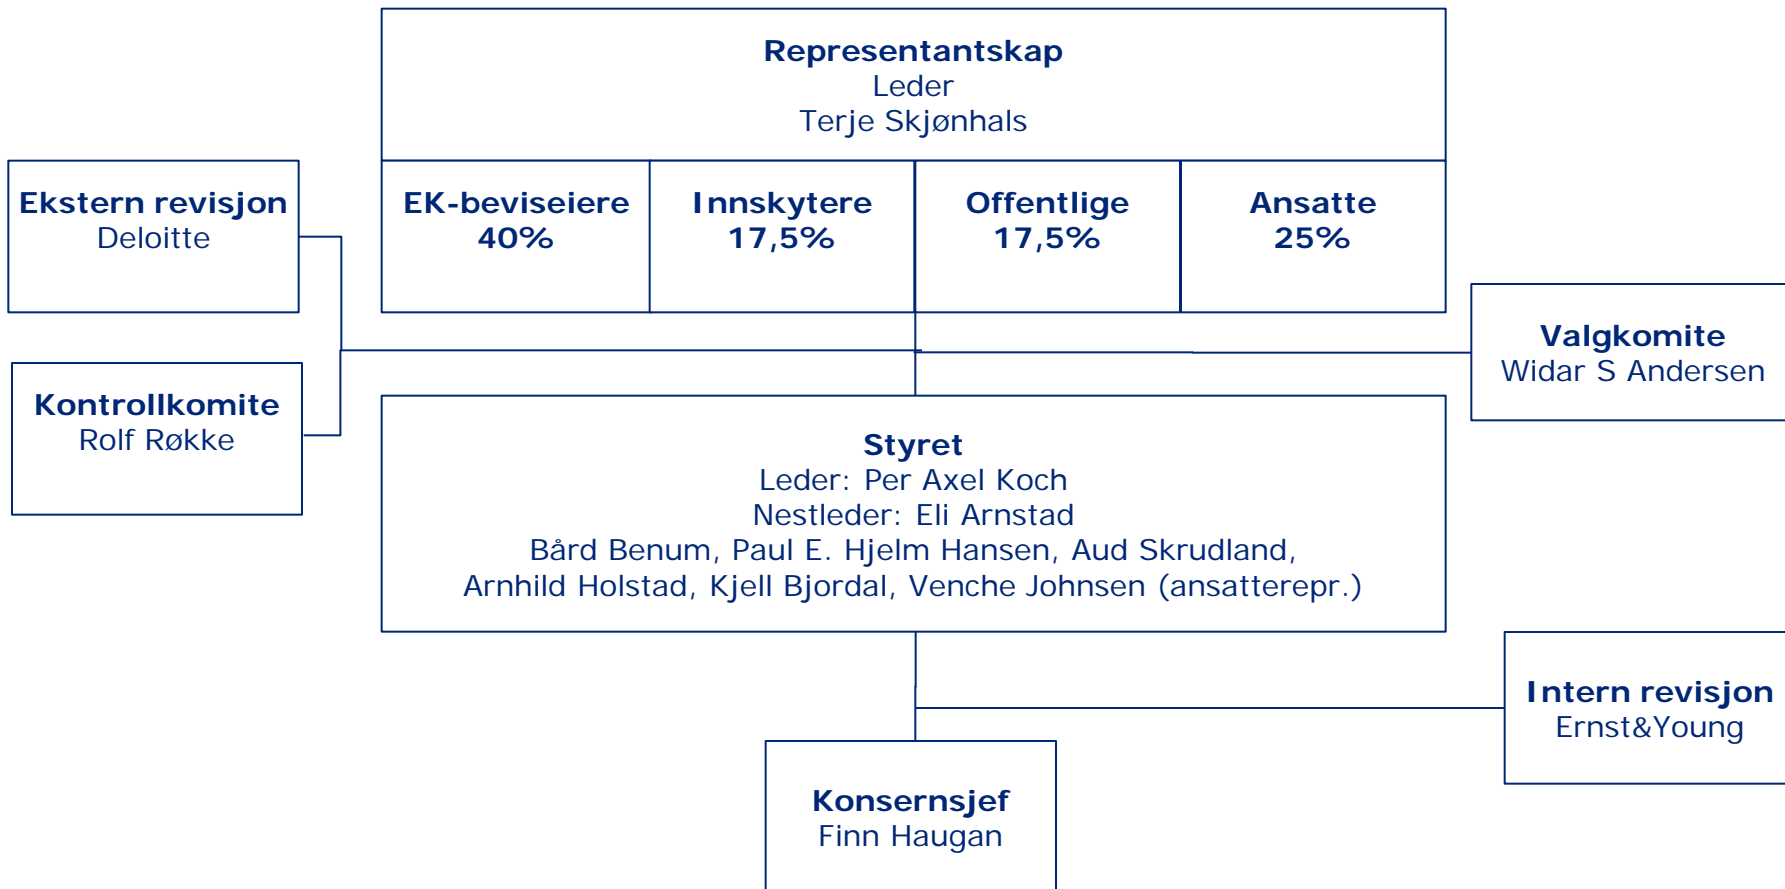 Representantskap
Leder
Terje Skjønhals
Ekstern revisjon
Deloitte
EK-beviseiere
40%
Innskytere
17,5%
Offentlige
17,5%
Ansatte
25%
Valgkomite
Widar S Andersen
Kontrollkomite
Rolf Røkke
Styret
Leder: Per Axel Koch
Nestleder: Eli Arnstad
Bård Benum, Paul E. Hjelm Hansen, Aud Skrudland,
Arnhild Holstad, Kjell Bjordal, Venche Johnsen (ansatterepr.)
Intern revisjon
Ernst&Young
Konsernsjef
Finn Haugan